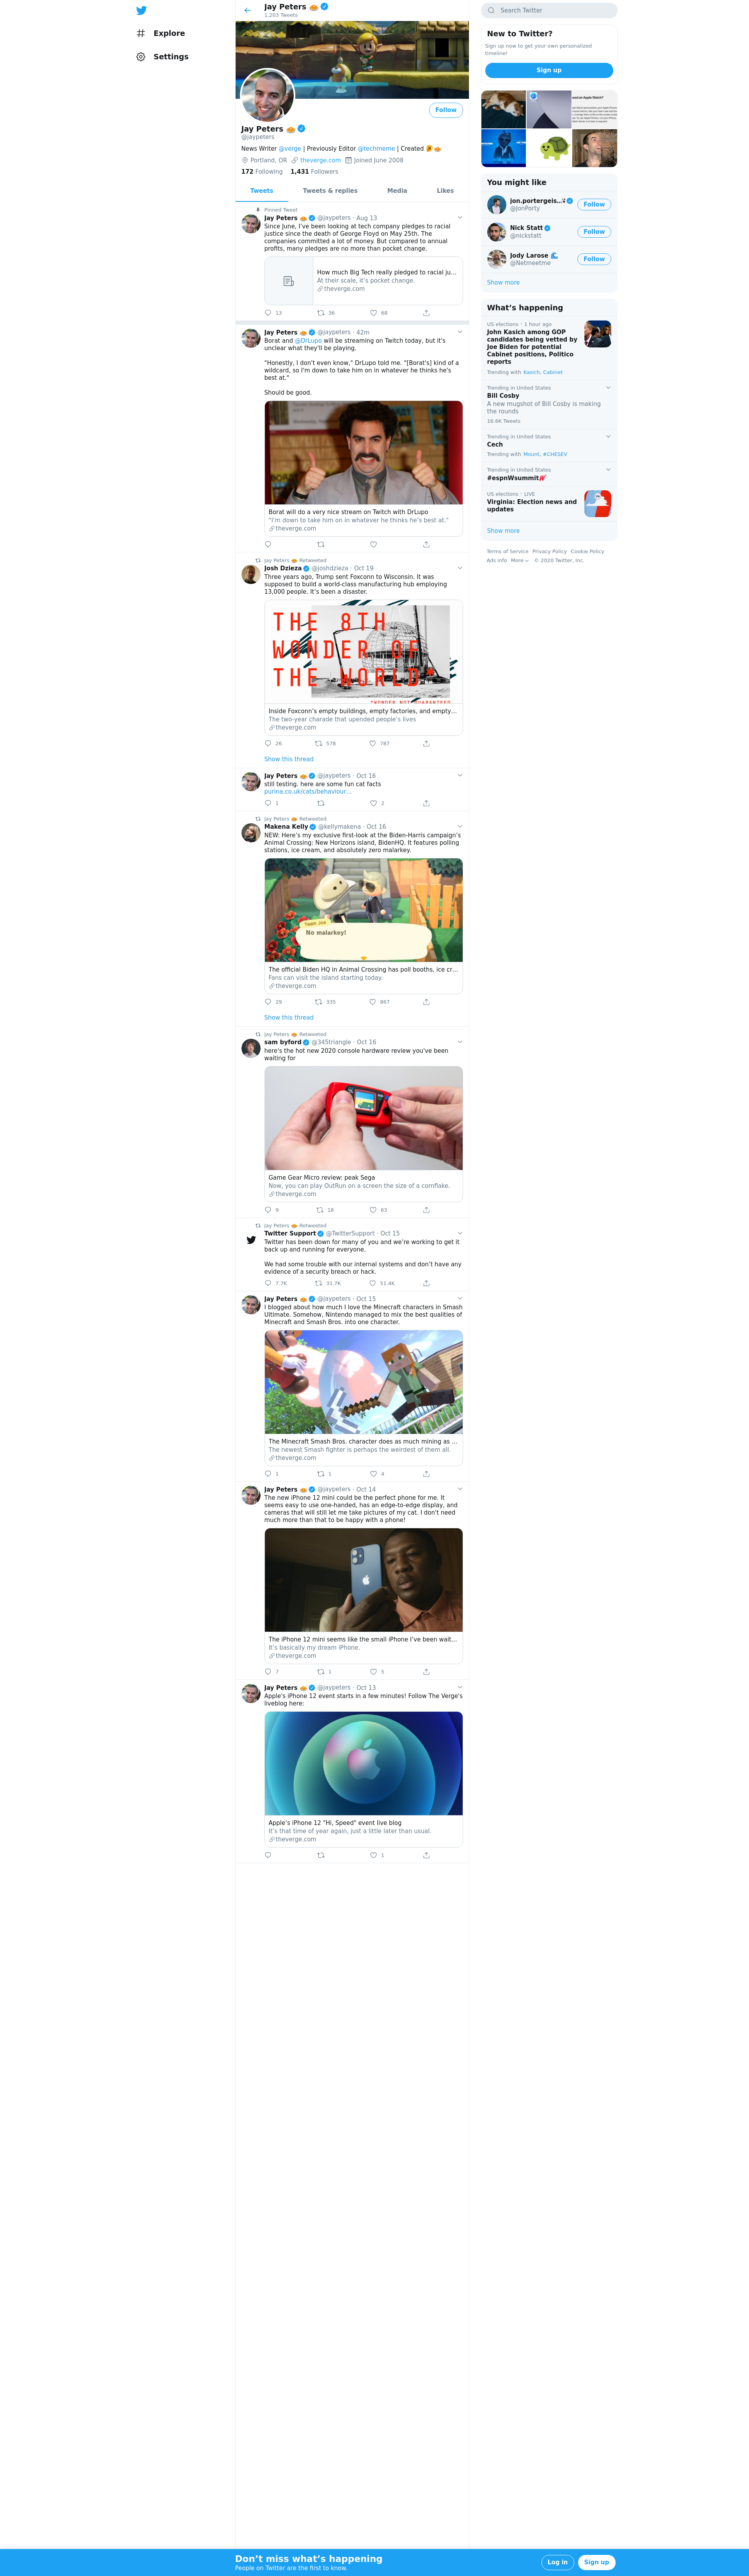 Explore
Settings
Jay Peters
1,203 Tweets
Follow
Jay Peters
@jaypeters
News Writer @verge | Previously Editor @techmeme | Created
Portland, OR theverge.com Joined June 2008
172 Following 1,431 Followers
Tweets Tweets & replies Media Likes
Pinned Tweet
Jay Peters @jaypeters · Aug 13
Since June, I've been looking at how tech company pledges to racial
justice since the death of George Floyd on May 25th. The
companies committed a lot of money. But compared to annual
profits, many pledges are no more than pocket change.
How much Big Tech really pledged to racial ju...
At their scale, it's pocket change.
theverge.com
13 36 68
Jay Peters @jaypeters · 42m
Borat and @DrLupo will be streaming on Twitch today, but it's
unclear what they'll be playing.
"Honestly, I don't even know," DrLupo told me. "[Borat's] kind of a
wildcard, so I'm down to take him on in whatever he thinks he's
best at."
Should be good.
Borat will do a very nice stream on Twitch with DrLupo
"I'm down to take him on in whatever he thinks he's best at."
theverge.com
Jay Peters Retweeted
Josh Dzieza @joshdzieza · Oct 19
Three years ago, Trump sent Foxconn to Wisconsin. It was
supposed to build a world-class manufacturing hub employing
13,000 people. It's been a disaster.
THE 8TH
WONDER OF
THE WORLD*
*WONDER NOT GUARANTEED
Inside Foxconn's empty buildings, empty factories, and empty...
The two-year charade that upended people's lives
theverge.com
26 578 787
Show this thread
Jay Peters @jaypeters · Oct 16
still testing. here are some fun cat facts
purina.co.uk/cats/behaviour...
1 2
Jay Peters Retweeted
Makena Kelly @kellymakena · Oct 16
NEW: Here's my exclusive first-look at the Biden-Harris campaign's
Animal Crossing: New Horizons island, BidenHQ. It features polling
stations, ice cream, and absolutely zero malarkey.
Team Joe
No malarkey!
The official Biden HQ in Animal Crossing has poll booths, ice cr...
Fans can visit the island starting today.
theverge.com
29 335 867
Show this thread
Jay Peters Retweeted
sam byford @345triangle · Oct 16
here's the hot new 2020 console hardware review you've been
waiting for
Game Gear Micro review: peak Sega
Now, you can play OutRun on a screen the size of a cornflake.
theverge.com
9 18 63
Jay Peters Retweeted
Twitter Support @TwitterSupport · Oct 15
Twitter has been down for many of you and we're working to get it
back up and running for everyone.
We had some trouble with our internal systems and don't have any
evidence of a security breach or hack.
7.7K 31.7K 51.4K
Jay Peters @jaypeters · Oct 15
I blogged about how much I love the Minecraft characters in Smash
Ultimate. Somehow, Nintendo managed to mix the best qualities of
Minecraft and Smash Bros. into one character.
The Minecraft Smash Bros. character does as much mining as ...
The newest Smash fighter is perhaps the weirdest of them all.
theverge.com
1 1 4
Jay Peters @jaypeters · Oct 14
The new iPhone 12 mini could be the perfect phone for me. It
seems easy to use one-handed, has an edge-to-edge display, and
cameras that will still let me take pictures of my cat. I don't need
much more than that to be happy with a phone!
The iPhone 12 mini seems like the small iPhone I've been wait...
It's basically my dream iPhone.
theverge.com
7 1 5
Jay Peters @jaypeters · Oct 13
Apple's iPhone 12 event starts in a few minutes! Follow The Verge's
liveblog here:
Apple's iPhone 12 "Hi, Speed" event live blog
It's that time of year again, just a little later than usual.
theverge.com
1
Search Twitter
New to Twitter?
Sign up now to get your own personalized
timeline!
Sign up
You might like
jon.portergeis...
@JonPorty
Follow
Nick Statt
@nickstatt
Follow
Jody Larose
@Netmeetme
Follow
Show more
What's happening
US elections · 1 hour ago
John Kasich among GOP
candidates being vetted by
Joe Biden for potential
Cabinet positions, Politico
reports
Trending with Kasich, Cabinet
Trending in United States
Bill Cosby
A new mugshot of Bill Cosby is making
the rounds
16.6K Tweets
Trending in United States
Cech
Trending with Mount, #CHESEV
Trending in United States
#espnWsummit
US elections · LIVE
Virginia: Election news and
updates
Show more
Terms of Service Privacy Policy Cookie Policy
Ads info More © 2020 Twitter, Inc.
Don't miss what's happening
People on Twitter are the first to know.
Log in Sign up